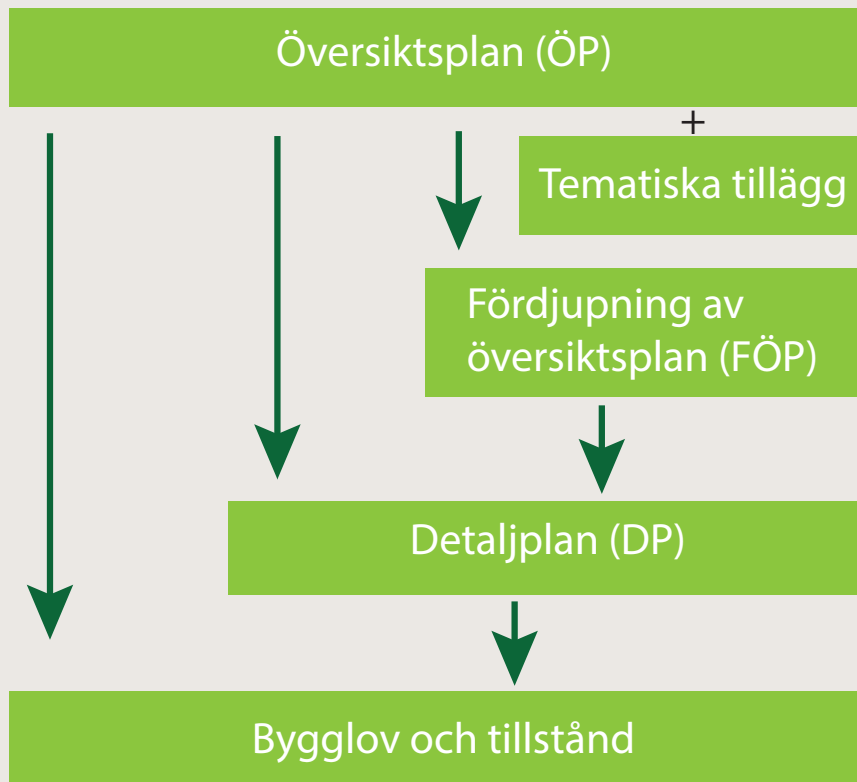 Översiktsplan (ÖP)
+
Tematiska tillägg
Fördjupning av
översiktsplan (FÖP)
Detaljplan (DP)
Bygglov och tillstånd